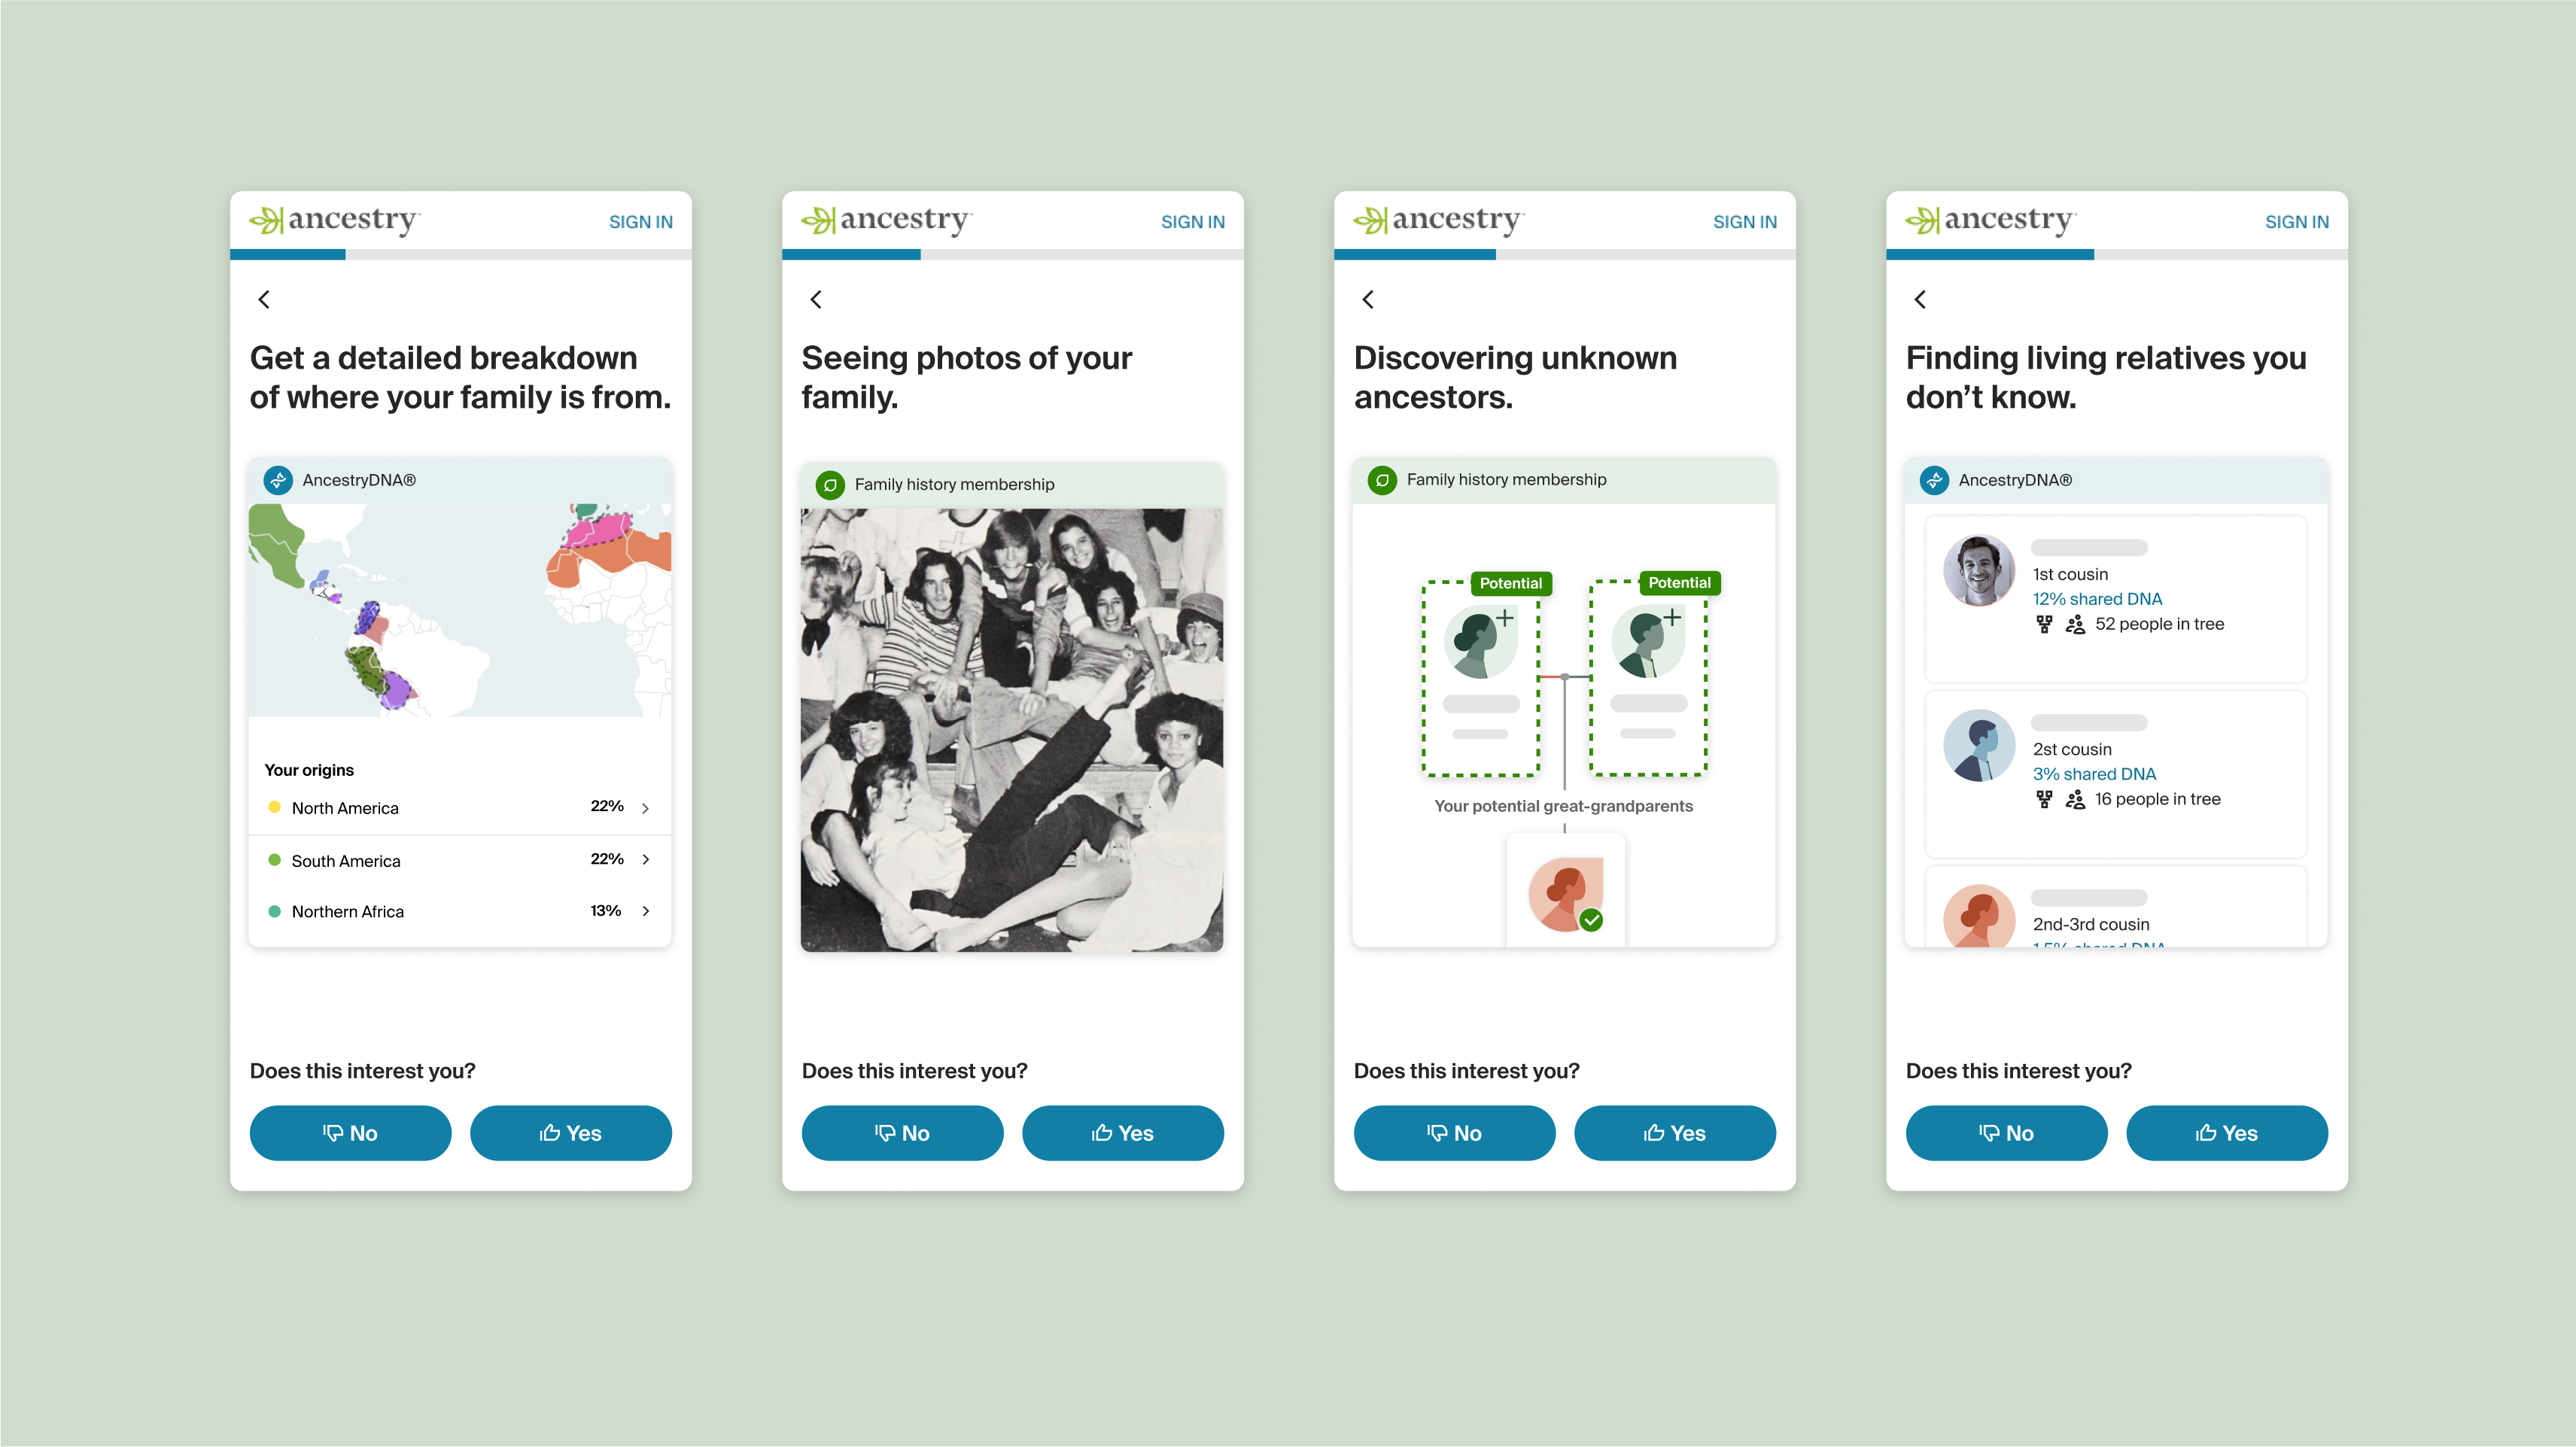 ancestry
SIGN IN
Get a detailed breakdown
of where your family is from.
AncestryDNA®
Your origins
North America 22%
South America 22%
Northern Africa 13%
Does this interest you?
No
Yes
ancestry
SIGN IN
Seeing photos of your
family.
Family history membership
Does this interest you?
No
Yes
ancestry
SIGN IN
Discovering unknown
ancestors.
Family history membership
Potential
Potential
Your potential great-grandparents
Does this interest you?
No
Yes
ancestry
SIGN IN
Finding living relatives you
don’t know.
AncestryDNA®
1st cousin
12% shared DNA
52 people in tree
2st cousin
3% shared DNA
16 people in tree
2nd-3rd cousin
1.5% shared DNA
Does this interest you?
No
Yes